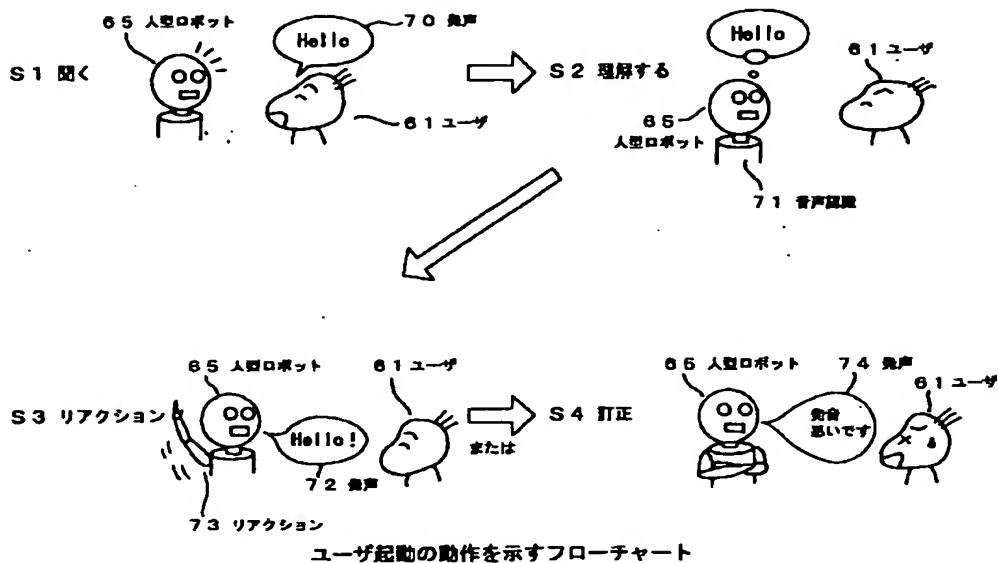 65 人型ロボット
70 発声
Hello
S1 聞く
61 ユーザ
S2 理解する
Hello
61 ユーザ
65
人型ロボット
71 音声認識
65 人型ロボット
61 ユーザ
S3 リアクション
Hello!
72 発声
73 リアクション
または
S4 訂正
65 人型ロボット
74 発声
61 ユーザ
発音
悪いです
ユーザ起動の動作を示すフローチャート